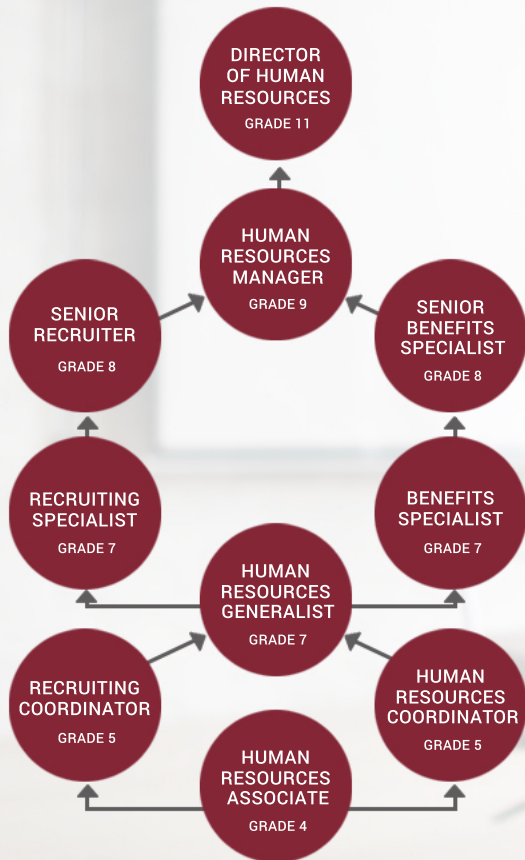 DIRECTOR
OF HUMAN
RESOURCES
GRADE 11
HUMAN
RESOURCES
MANAGER
GRADE 9
SENIOR
RECRUITER
GRADE 8
SENIOR
BENEFITS
SPECIALIST
GRADE 8
RECRUITING
SPECIALIST
GRADE 7
BENEFITS
SPECIALIST
GRADE 7
HUMAN
RESOURCES
GENERALIST
GRADE 7
RECRUITING
COORDINATOR
GRADE 5
HUMAN
RESOURCES
COORDINATOR
GRADE 5
HUMAN
RESOURCES
ASSOCIATE
GRADE 4